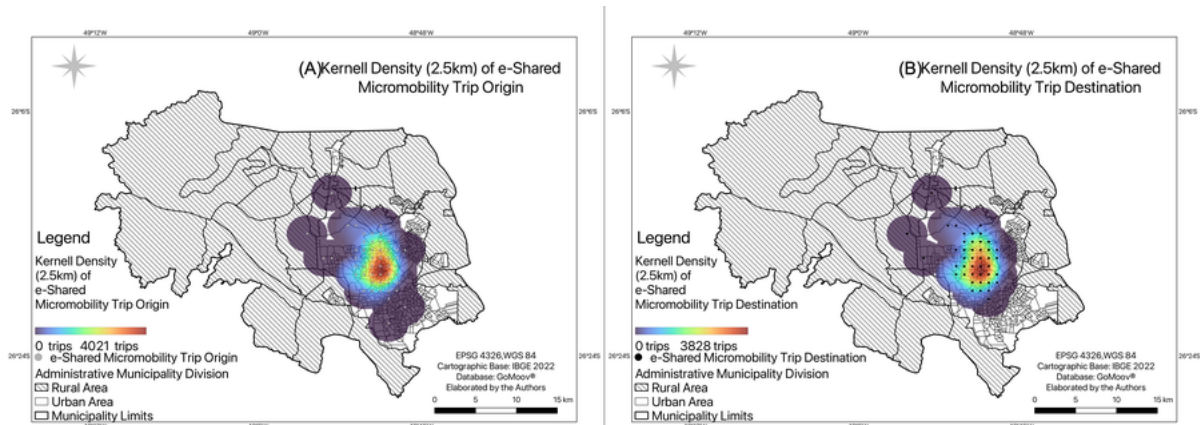 49°12'W 49°0'W 48°48'W
(A)Kernell Density (2.5km) of e-Shared
Micromobility Trip Origin
26°6'S 26°6'S
Legend
Kernell Density
(2.5km) of
e-Shared
Micromobility Trip Origin
0 trips 4021 trips
e-Shared Micromobility Trip Origin
26°24'S 26°24'S
Administrative Municipality Division
Rural Area
Urban Area
Municipality Limits
EPSG 4326,WGS 84
Cartographic Base: IBGE 2022
Database: GoMoov®
Elaborated by the Authors
0 5 10 15 km
49°12'W 49°0'W 48°48'W
49°12'W 49°0'W 48°48'W
(B)Kernell Density (2.5km) of e-Shared
Micromobility Trip Destination
26°6'S
Legend
Kernell Density
(2.5km) of
e-Shared
Micromobility Trip Destination
0 trips 3828 trips
e-Shared Micromobility Trip Destination
26°24'S
Administrative Municipality Division
Rural Area
Urban Area
Municipality Limits
EPSG 4326,WGS 84
Cartographic Base: IBGE 2022
Database: GoMoov®
Elaborated by the Authors
0 5 10 15 km